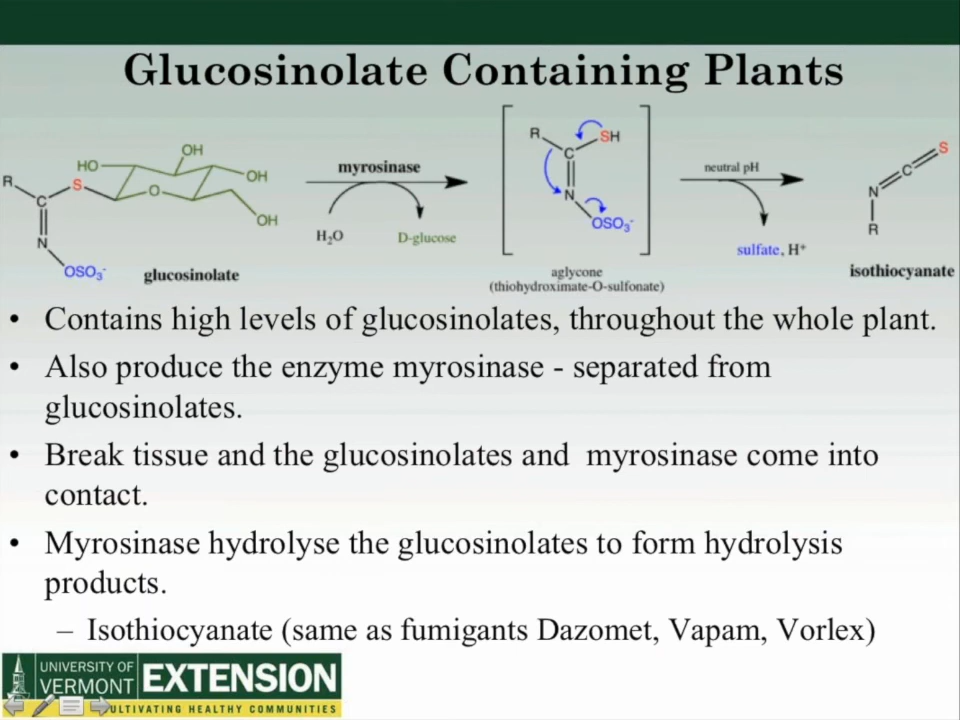 Glucosinolate Containing Plants
R
C
N
OSO3-
S
HO
OH
O
OH
OH
glucosinolate
myrosinase
H2O
D-glucose
R
C
SH
N
OSO3-
aglycone
(thiohydroximate-O-sulfonate)
neutral pH
sulfate, H+
S
C
N
R
isothiocyanate
• Contains high levels of glucosinolates, throughout the whole plant.
• Also produce the enzyme myrosinase - separated from
glucosinolates.
• Break tissue and the glucosinolates and myrosinase come into
contact.
• Myrosinase hydrolyse the glucosinolates to form hydrolysis
products.
– Isothiocyanate (same as fumigants Dazomet, Vapam, Vorlex)
UNIVERSITY OF
VERMONT
EXTENSION
ULTIVATING HEALTHY COMMUNITIES